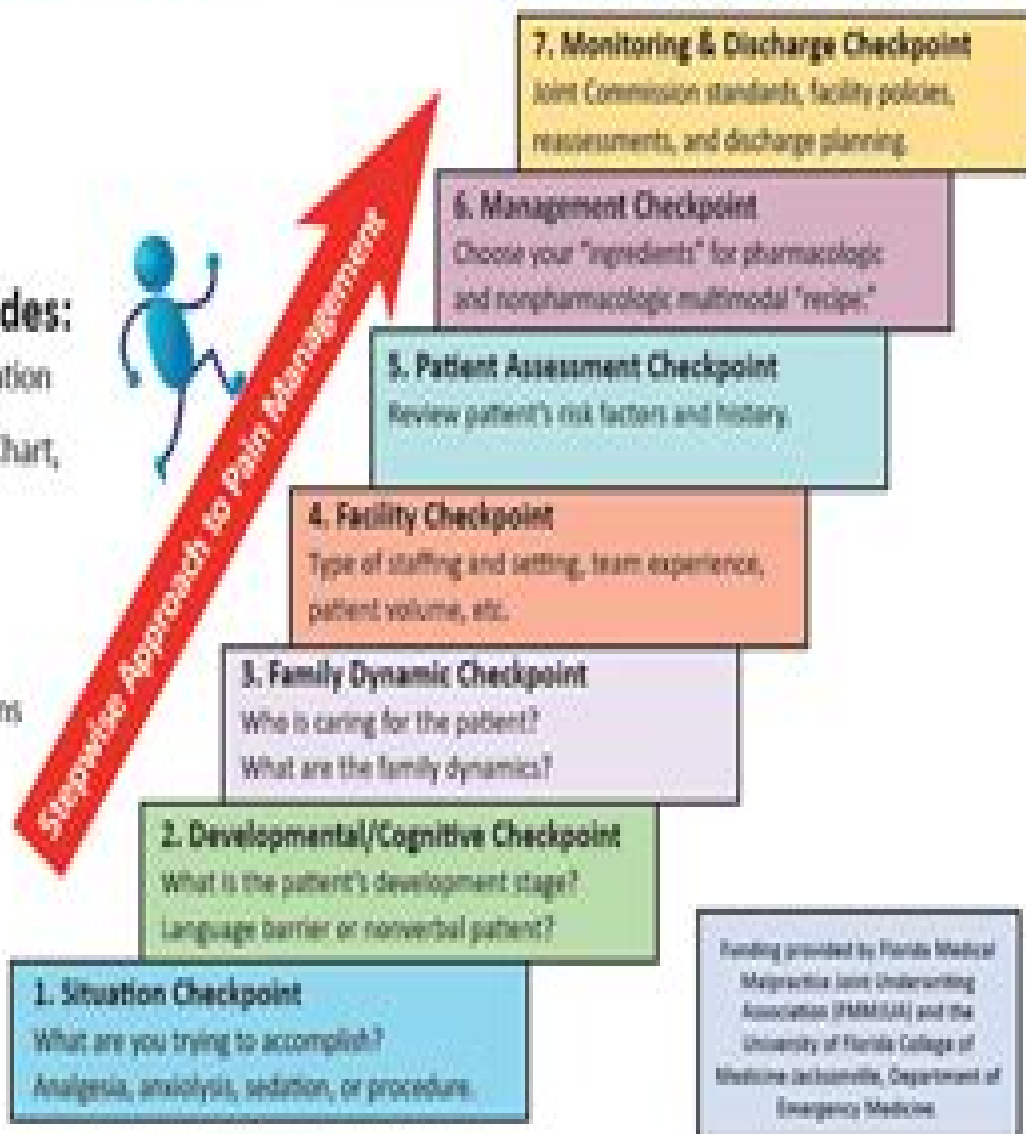 7. Monitoring & Discharge Checkpoint
Joint Commission standards, facility policies,
reassessments, and discharge planning.
6. Management Checkpoint
Choose your "ingredients" for pharmacologic
and nonpharmacologic multimodal "recipe."
5. Patient Assessment Checkpoint
Review patient's risk factors and history.
4. Facility Checkpoint
Type of staffing and setting, team experience,
patient volume, etc.
3. Family Dynamic Checkpoint
Who is caring for the patient?
What are the family dynamics?
2. Developmental/Cognitive Checkpoint
What is the patient's development stage?
Language barrier or nonverbal patient?
1. Situation Checkpoint
What are you trying to accomplish?
Analgesia, anxiolysis, sedation, or procedure.
Stepwise Approach to Pain Management
des:
tion
Chart,
ns
Funding provided by Florida Medical
Malpractice Joint Underwriting
Association (FMMJUA) and the
University of Florida College of
Medicine-Jacksonville, Department of
Emergency Medicine